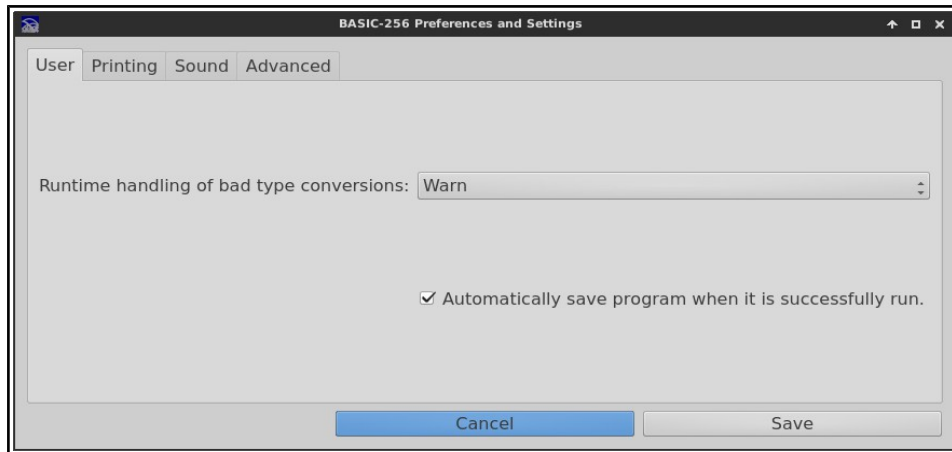 BASIC-256 Preferences and Settings
User Printing Sound Advanced
Runtime handling of bad type conversions: Warn
Automatically save program when it is successfully run.
Cancel Save